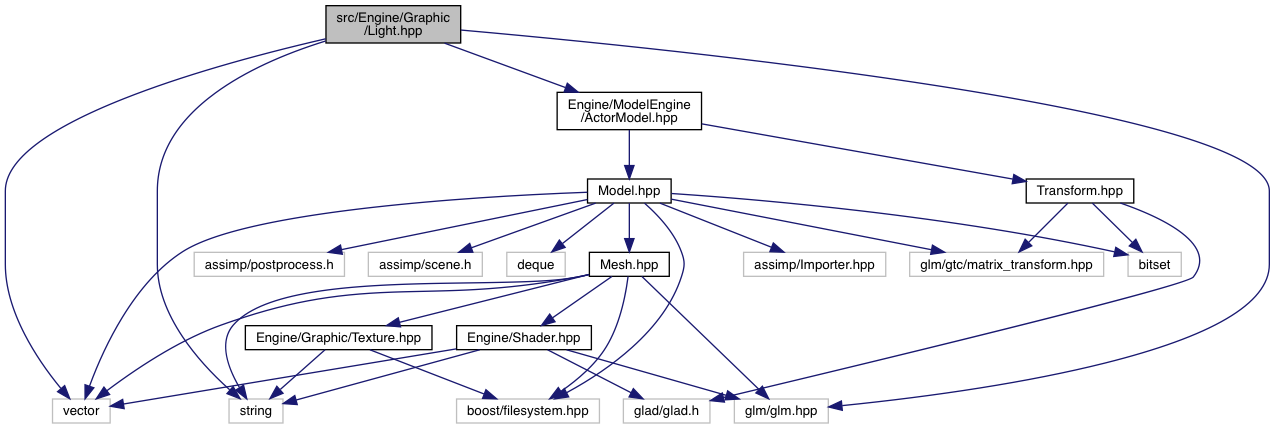 src/Engine/Graphic
/Light.hpp
Engine/ModelEngine
/ActorModel.hpp
Model.hpp
Transform.hpp
assimp/postprocess.h
assimp/scene.h
deque
Mesh.hpp
assimp/Importer.hpp
glm/gtc/matrix_transform.hpp
bitset
Engine/Graphic/Texture.hpp
Engine/Shader.hpp
vector
string
boost/filesystem.hpp
glad/glad.h
glm/glm.hpp